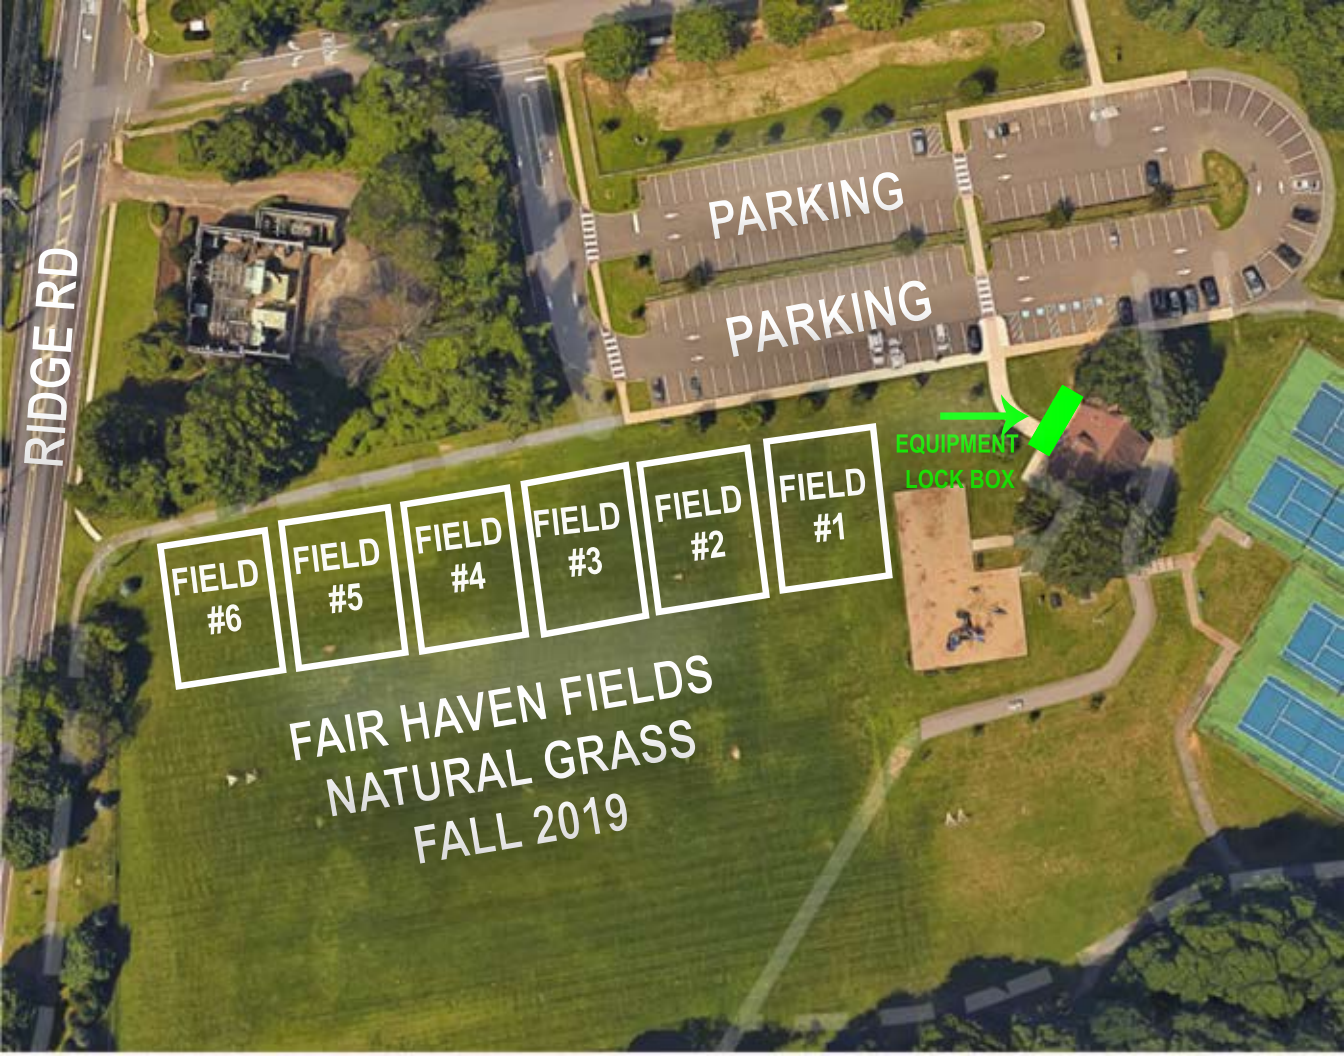 PARKING
PARKING
RIDGE RD
EQUIPMENT
LOCK BOX
FIELD
#1
FIELD
#2
FIELD
#3
FIELD
#4
FIELD
#5
FIELD
#6
FAIR HAVEN FIELDS
NATURAL GRASS
FALL 2019